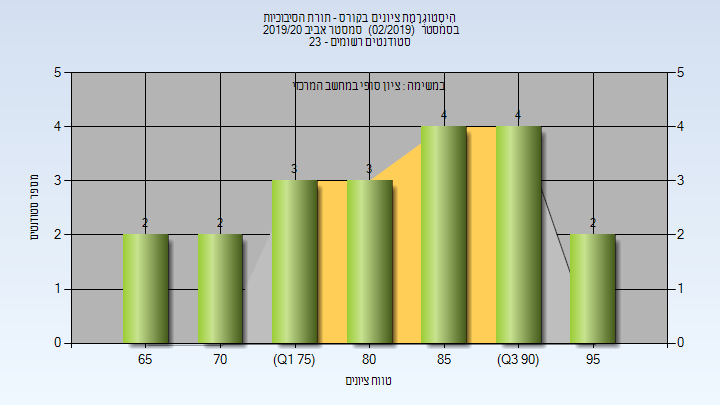 היסטוגרמת ציונים בקורס - תורת הסיבוכיות
בסמסטר (02/2019) סמסטר אביב 2019/20
סטודנטים רשומים - 23
במשימה : ציון סופי במחשב המרכזי
5 5
4 4
3 3
2 2
1 1
0 0
2 2 3 3 4 4 2
מספר סטודנטים
65 70 (Q1 75) 80 85 (Q3 90) 95
טווח ציונים